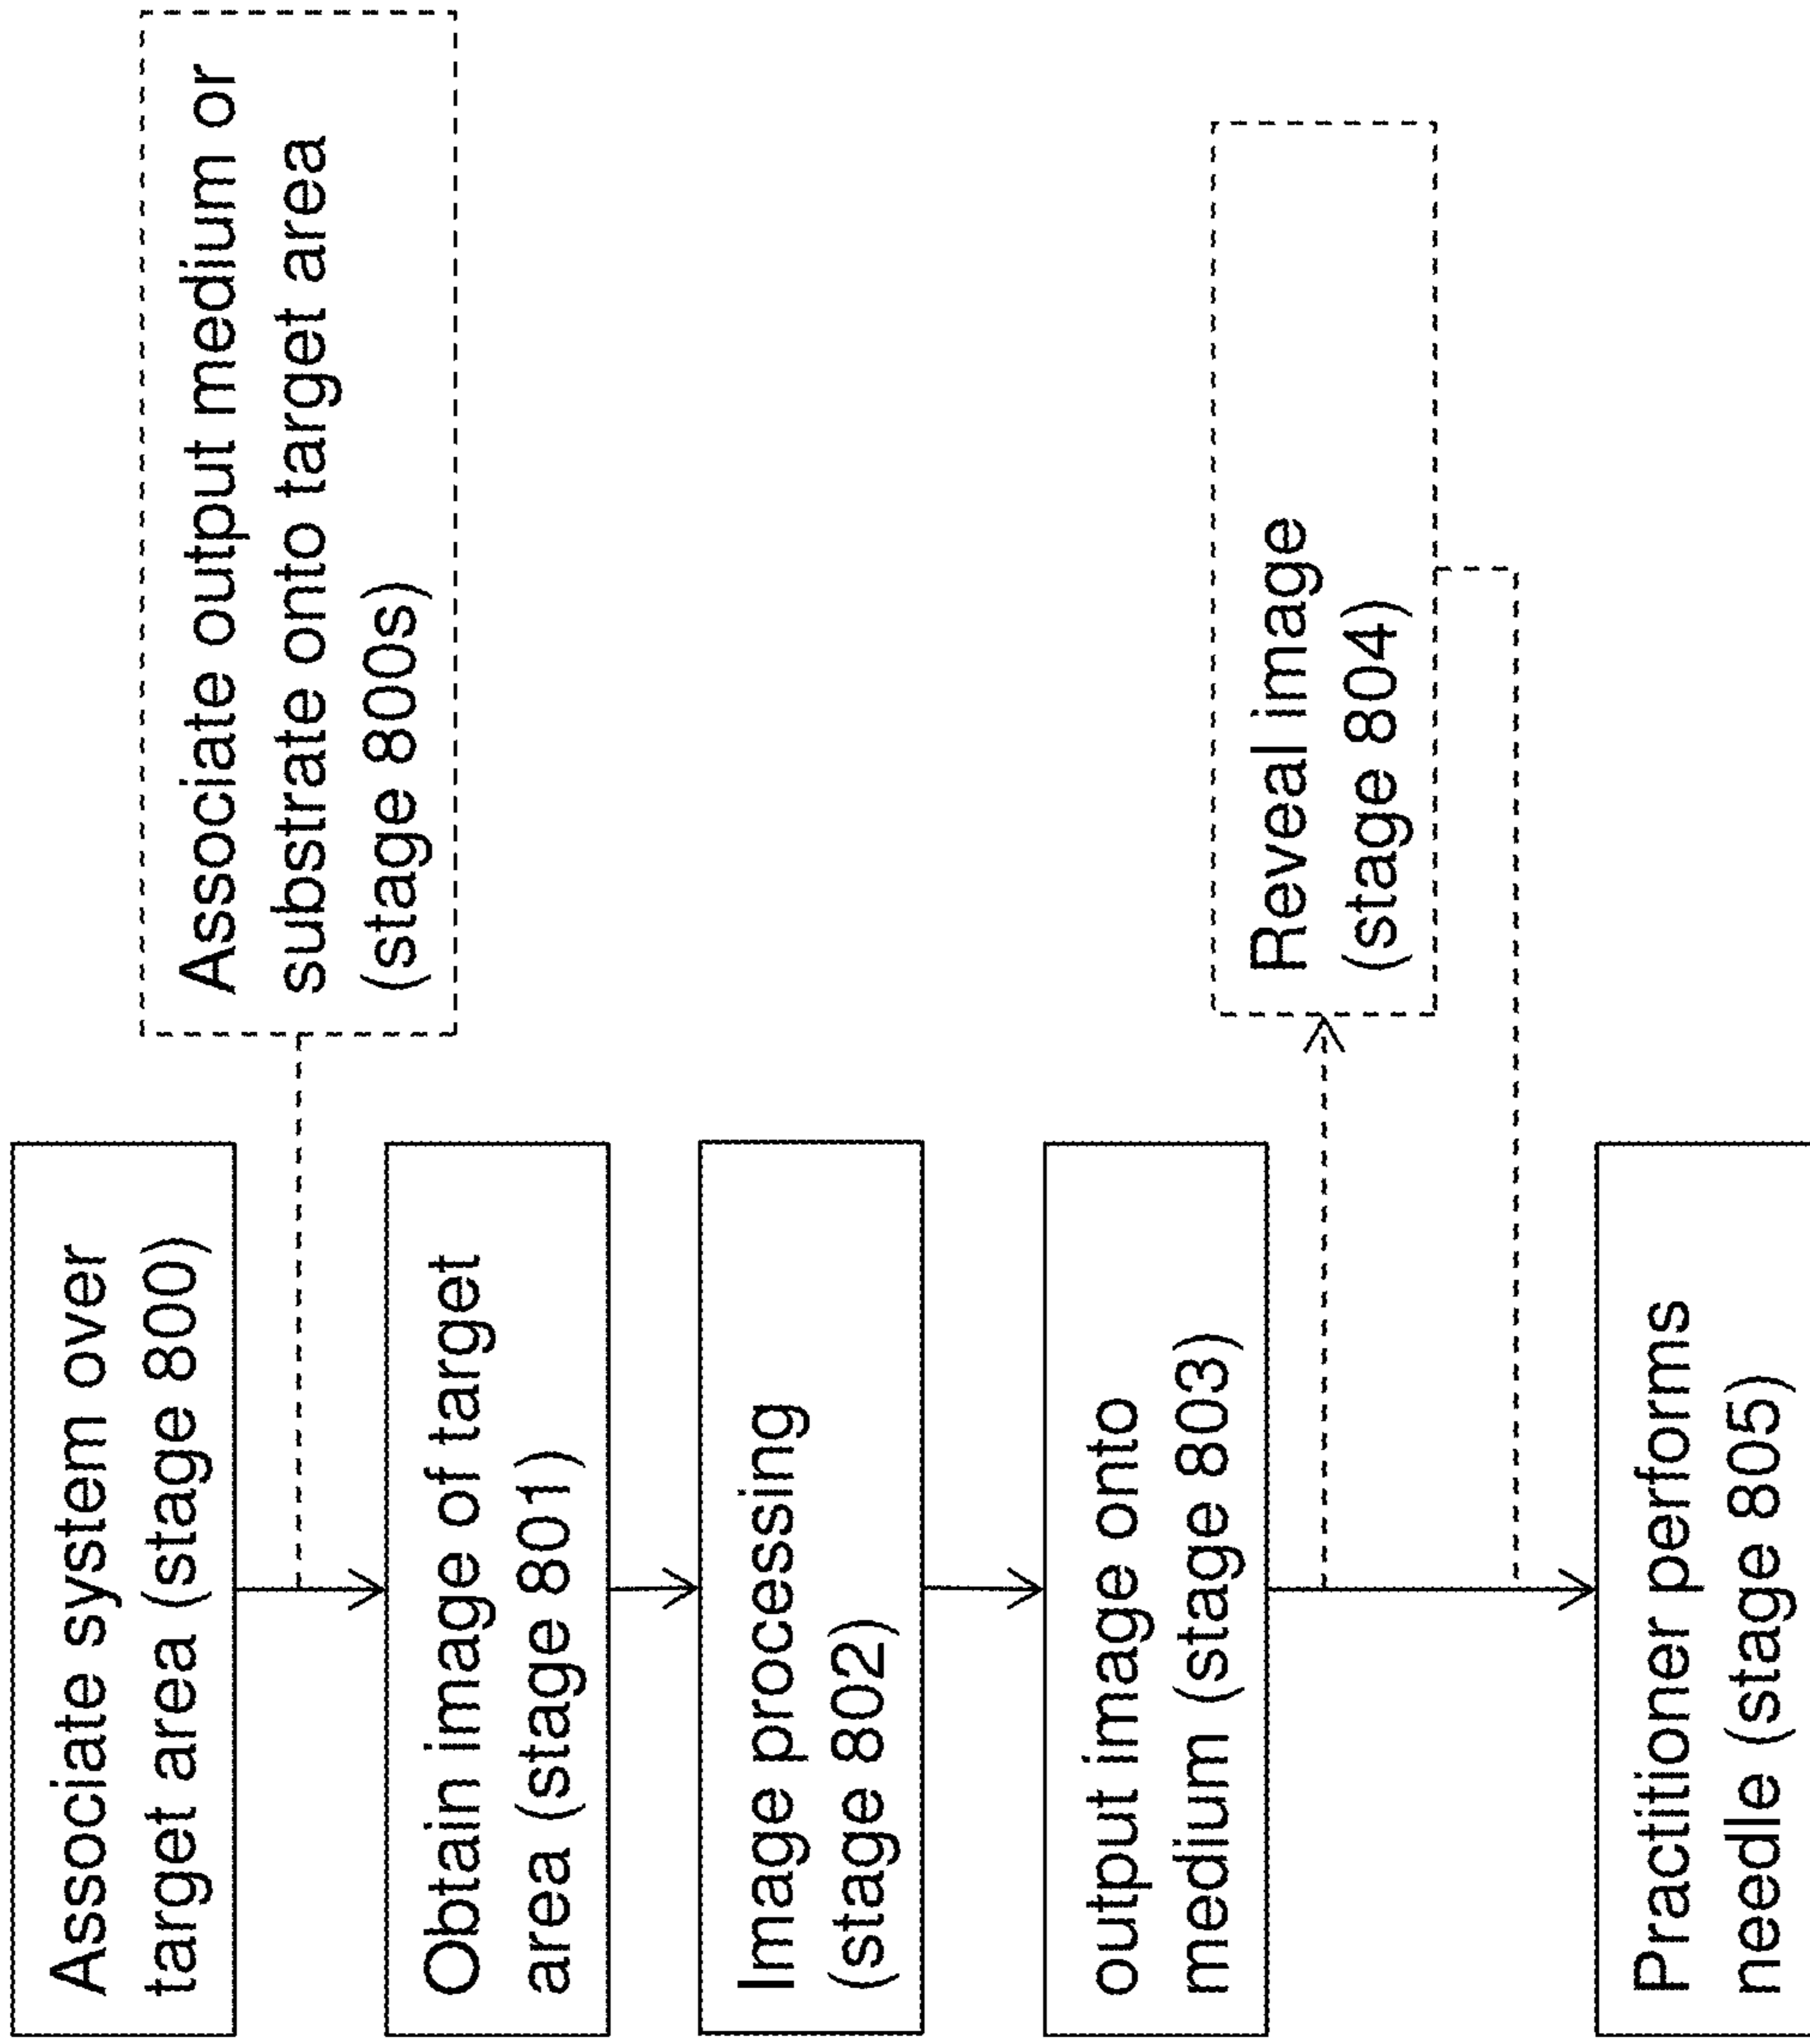 Associate system over
target area (stage 800)
Associate output medium or
substrate onto target area
(stage 800s)
Obtain image of target
area (stage 801)
Image processing
(stage 802)
output image onto
medium (stage 803)
Reveal image
(stage 804)
Practitioner performs
needle (stage 805)